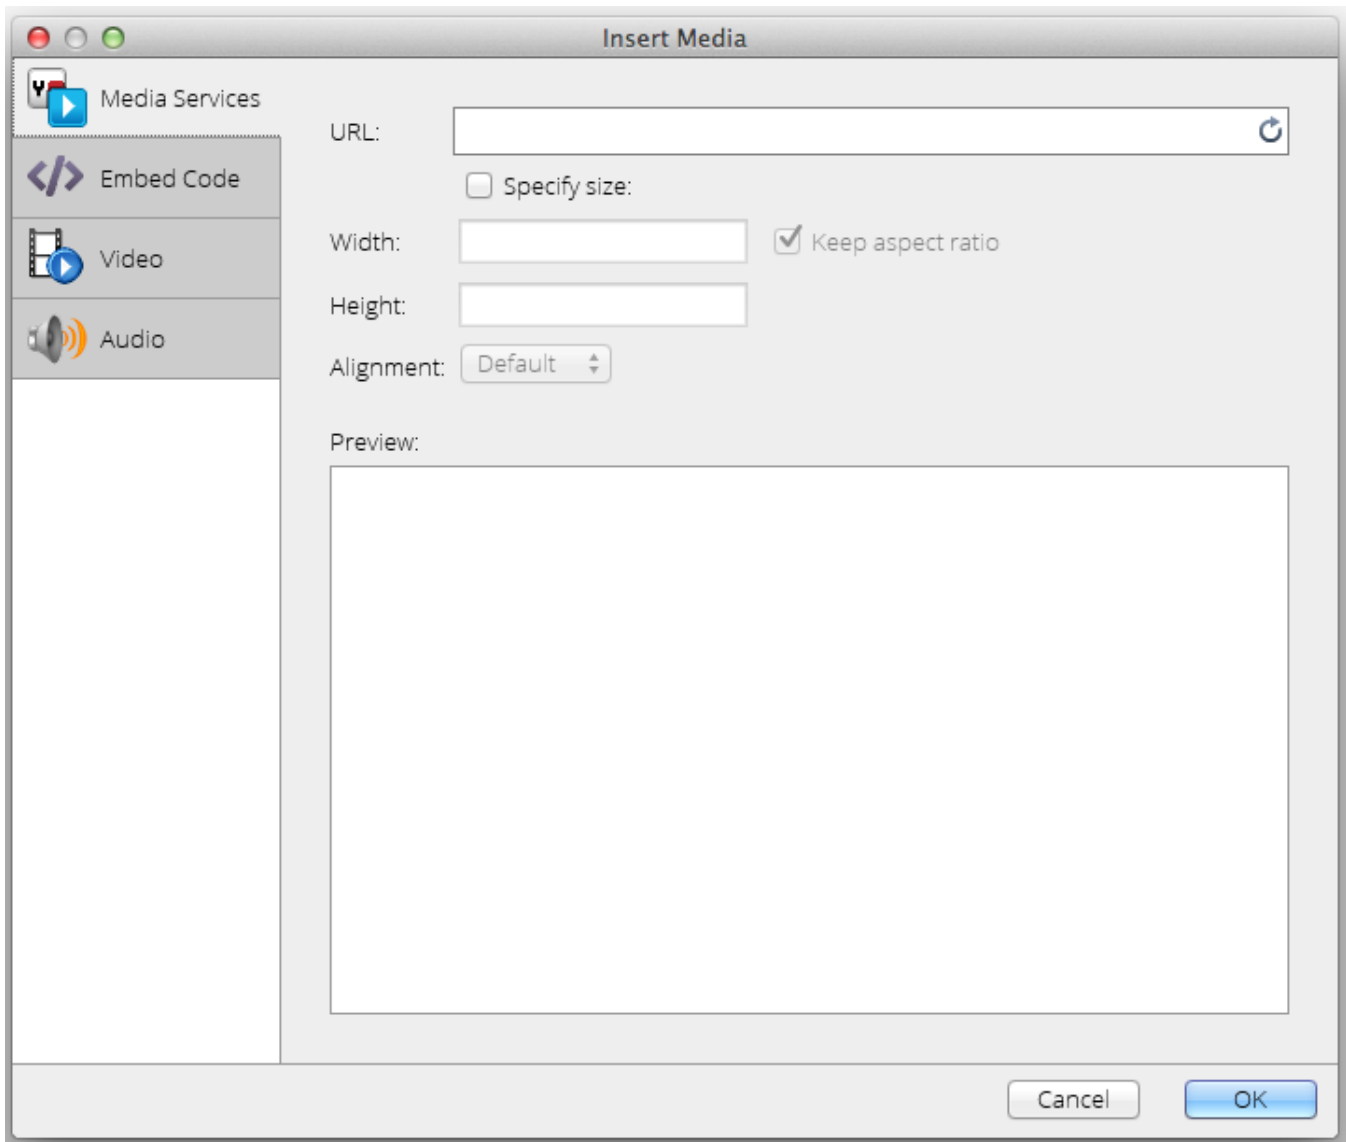 Insert Media
Media Services
Embed Code
Video
Audio
URL:
Specify size:
Width:
Keep aspect ratio
Height:
Alignment: Default
Preview:
Cancel OK